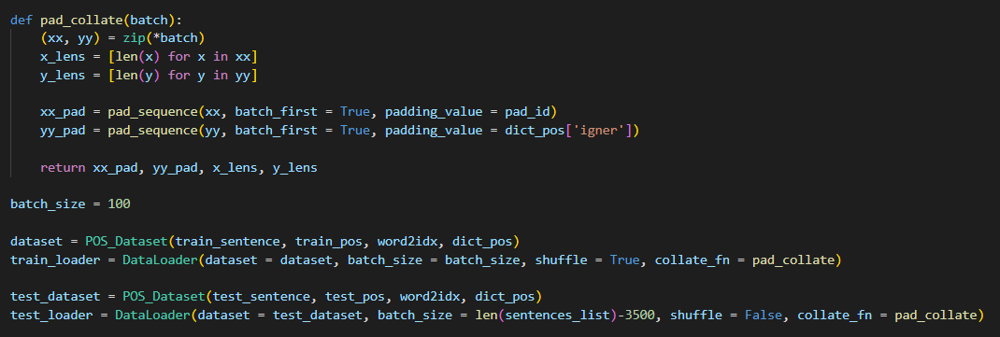 def pad_collate(batch):
    (xx, yy) = zip(*batch)
    x_lens = [len(x) for x in xx]
    y_lens = [len(y) for y in yy]

    xx_pad = pad_sequence(xx, batch_first = True, padding_value = pad_id)
    yy_pad = pad_sequence(yy, batch_first = True, padding_value = dict_pos['igner'])

    return xx_pad, yy_pad, x_lens, y_lens

batch_size = 100

dataset = POS_Dataset(train_sentence, train_pos, word2idx, dict_pos)
train_loader = DataLoader(dataset = dataset, batch_size = batch_size, shuffle = True, collate_fn = pad_collate)

test_dataset = POS_Dataset(test_sentence, test_pos, word2idx, dict_pos)
test_loader = DataLoader(dataset = test_dataset, batch_size = len(sentences_list)-3500, shuffle = False, collate_fn = pad_collate)